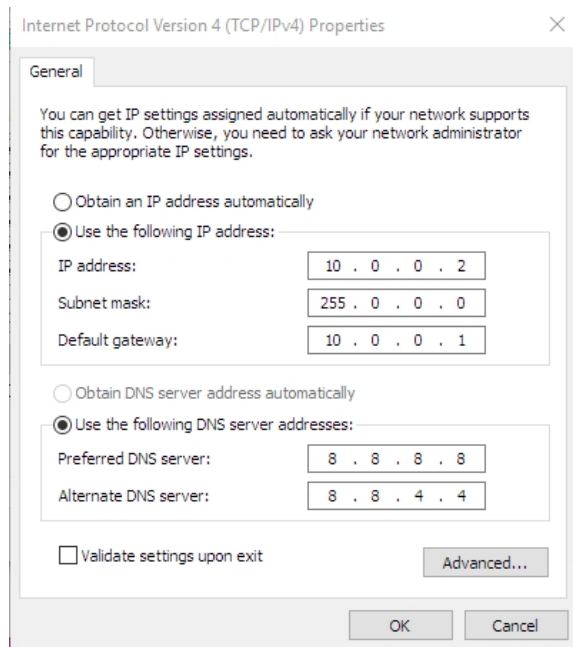 Internet Protocol Version 4 (TCP/IPv4) Properties
General
You can get IP settings assigned automatically if your network supports
this capability. Otherwise, you need to ask your network administrator
for the appropriate IP settings.
Obtain an IP address automatically
Use the following IP address:
IP address: 10 . 0 . 0 . 2
Subnet mask: 255 . 0 . 0 . 0
Default gateway: 10 . 0 . 0 . 1
Obtain DNS server address automatically
Use the following DNS server addresses:
Preferred DNS server: 8 . 8 . 8 . 8
Alternate DNS server: 8 . 8 . 4 . 4
Validate settings upon exit
Advanced...
OK Cancel